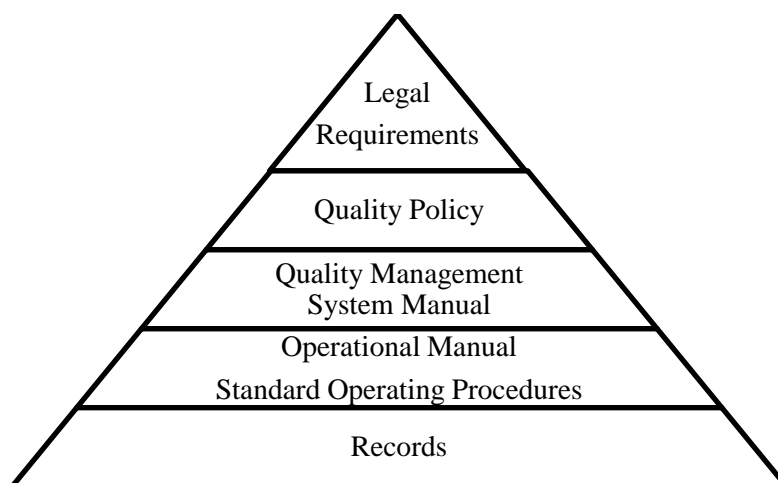 Legal
Requirements
Quality Policy
Quality Management
System Manual
Operational Manual
Standard Operating Procedures
Records